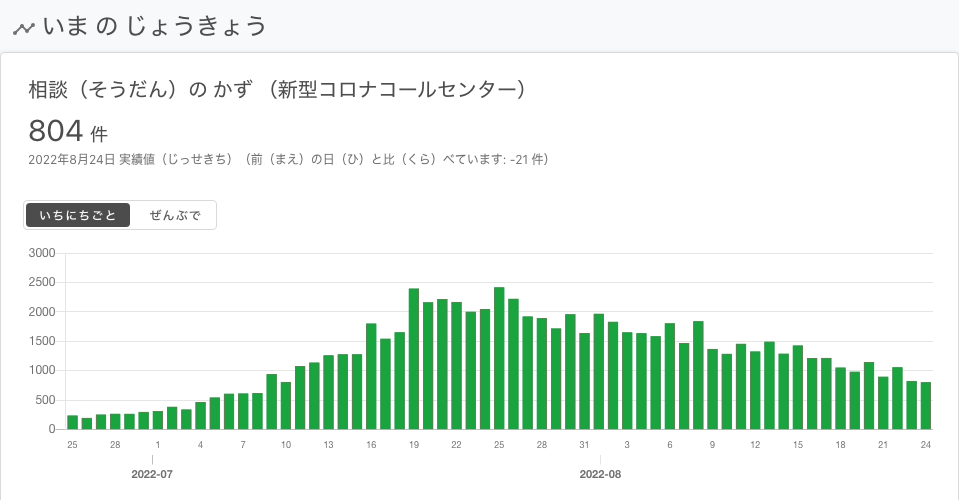 いま の じょうきょう
相談（そうだん）の かず （新型コロナコールセンター）
804 件
2022年8月24日 実績値（じっせきち）（前（まえ）の日（ひ）と比（くら）べています: -21 件）
いちにちごと ぜんぶで
3000
2500
2000
1500
1000
500
0
25 28 1 4 7 10 13 16 19 22 25 28 31 3 6 9 12 15 18 21 24
2022-07 2022-08